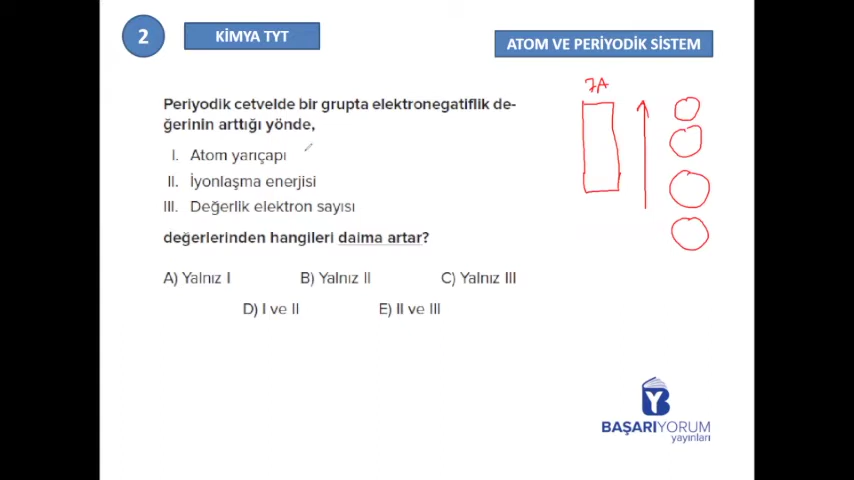 2
KİMYA TYT
ATOM VE PERİYODİK SİSTEM
7A
Periyodik cetvelde bir grupta elektronegatiflik de-
ğerinin arttığı yönde,
I. Atom yarıçapı
II. İyonlaşma enerjisi
III. Değerlik elektron sayısı
değerlerinden hangileri daima artar?
A) Yalnız I B) Yalnız II C) Yalnız III
D) I ve II E) II ve III
BAŞARIYORUM
yayınları